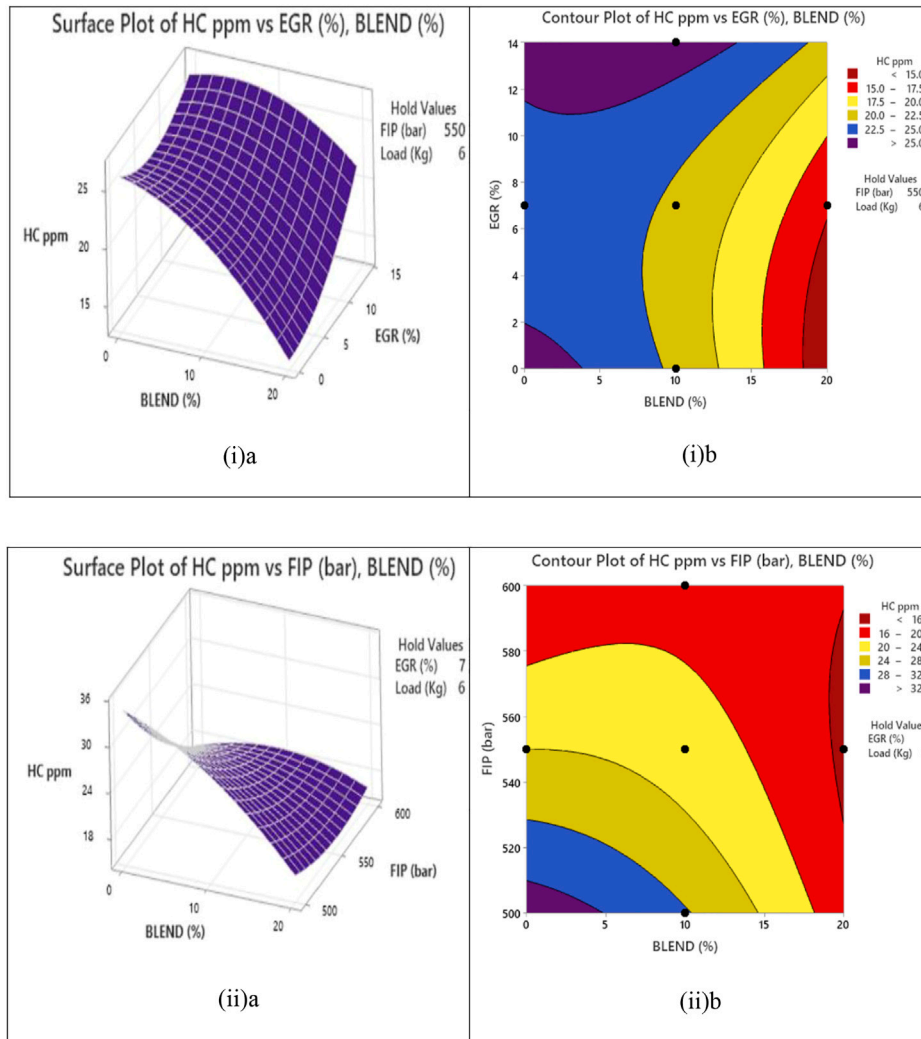 Surface Plot of HC ppm vs EGR (%), BLEND (%)
Hold Values
FIP (bar) 550
Load (Kg) 6
25
20
15
HC ppm
15
10
5
0
EGR (%)
0
10
20
BLEND (%)
(i)a
Contour Plot of HC ppm vs EGR (%), BLEND (%)
14
12
10
8
6
4
2
0
EGR (%)
0
5
10
15
20
BLEND (%)
HC ppm
< 15.0
15.0 – 17.5
17.5 – 20.0
20.0 – 22.5
22.5 – 25.0
> 25.0
Hold Values
FIP (bar) 550
Load (Kg) 6
(i)b
Surface Plot of HC ppm vs FIP (bar), BLEND (%)
Hold Values
EGR (%) 7
Load (Kg) 6
36
30
24
18
HC ppm
600
550
500
FIP (bar)
0
10
20
BLEND (%)
(ii)a
Contour Plot of HC ppm vs FIP (bar), BLEND (%)
600
580
560
540
520
500
FIP (bar)
0
5
10
15
20
BLEND (%)
HC ppm
< 16
16 – 20
20 – 24
24 – 28
28 – 32
> 32
Hold Value
EGR (%)
Load (Kg)
(ii)b